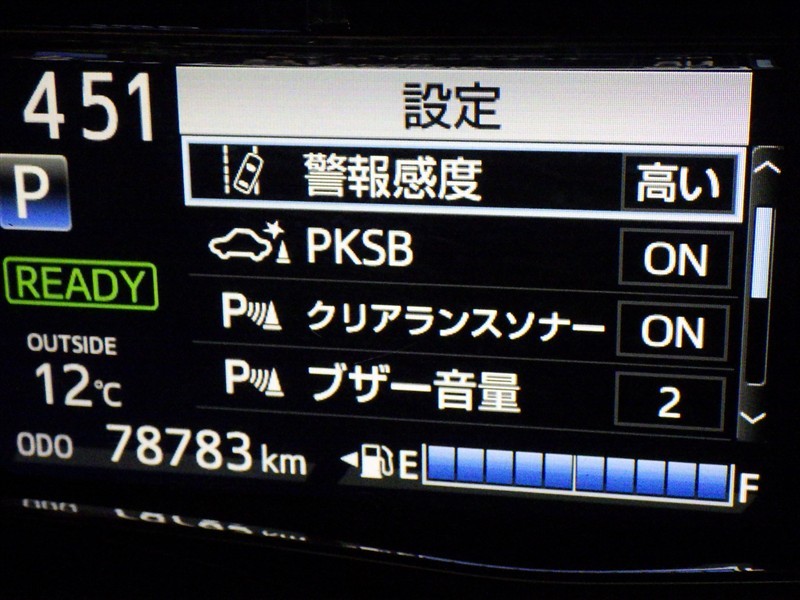 451
設定
警報感度 高い
P
PKSB ON
READY
P クリアランスソナー ON
OUTSIDE
12℃
P ブザー音量 2
ODO 78783 km
E F